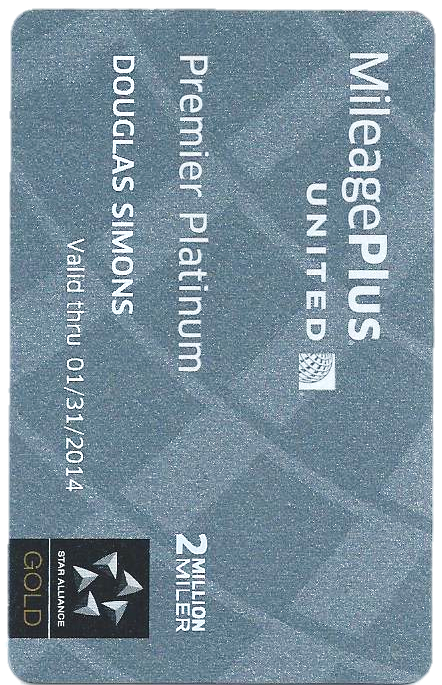 MileagePlus
UNITED
Premier Platinum
2 MILLION
MILER
DOUGLAS SIMONS
Valid thru 01/31/2014
STAR ALLIANCE
GOLD